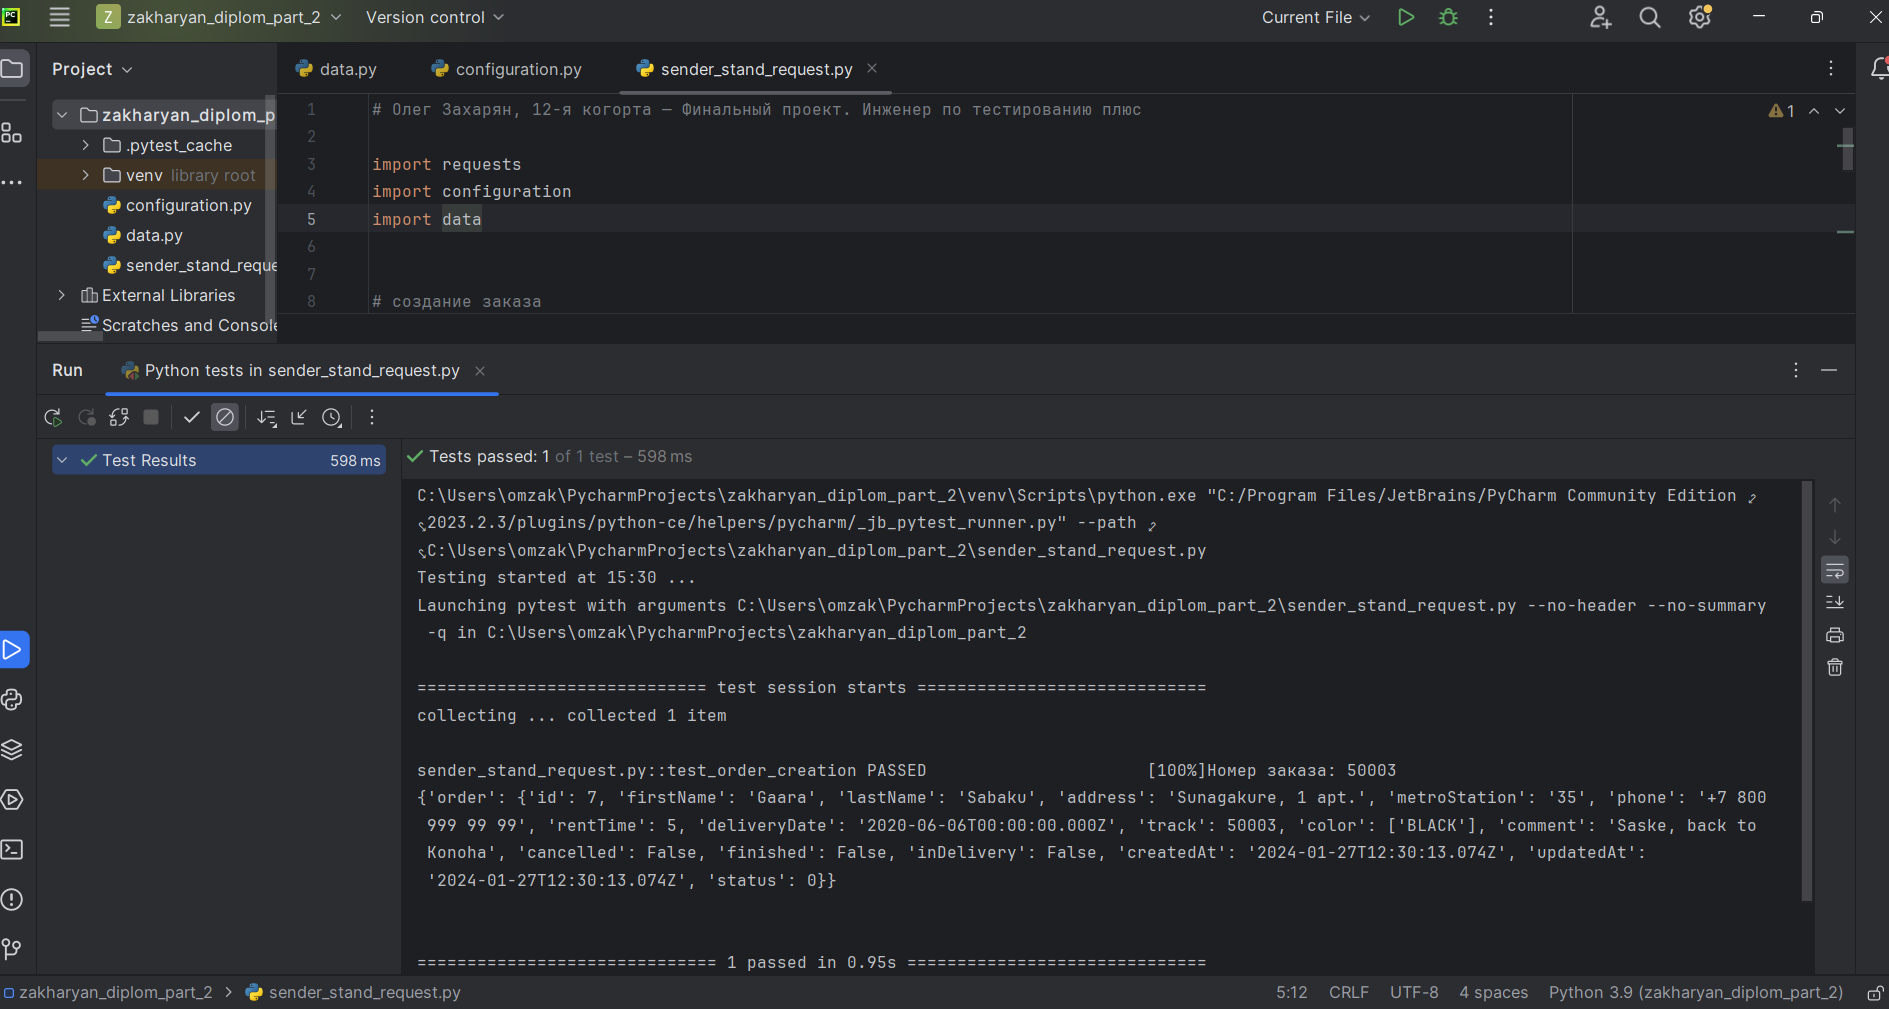 PC
Z zakharyan_diplom_part_2 Version control Current File
Project
data.py configuration.py sender_stand_request.py
zakharyan_diplom_p
.pytest_cache
venv library root
configuration.py
data.py
sender_stand_reque
External Libraries
Scratches and Console
1 # Олег Захарян, 12-я когорта — Финальный проект. Инженер по тестированию плюс
1
2
3 import requests
4 import configuration
5 import data
6
7
8 # создание заказа
Run Python tests in sender_stand_request.py
Test Results 598 ms
Tests passed: 1 of 1 test – 598 ms
C:\Users\omzak\PycharmProjects\zakharyan_diplom_part_2\venv\Scripts\python.exe "C:/Program Files/JetBrains/PyCharm Community Edition
2023.2.3/plugins/python-ce/helpers/pycharm/_jb_pytest_runner.py" --path
C:\Users\omzak\PycharmProjects\zakharyan_diplom_part_2\sender_stand_request.py
Testing started at 15:30 ...
Launching pytest with arguments C:\Users\omzak\PycharmProjects\zakharyan_diplom_part_2\sender_stand_request.py --no-header --no-summary
-q in C:\Users\omzak\PycharmProjects\zakharyan_diplom_part_2
============================= test session starts =============================
collecting ... collected 1 item
sender_stand_request.py::test_order_creation PASSED [100%]Номер заказа: 50003
{'order': {'id': 7, 'firstName': 'Gaara', 'lastName': 'Sabaku', 'address': 'Sunagakure, 1 apt.', 'metroStation': '35', 'phone': '+7 800
999 99 99', 'rentTime': 5, 'deliveryDate': '2020-06-06T00:00:00.000Z', 'track': 50003, 'color': ['BLACK'], 'comment': 'Saske, back to
Konoha', 'cancelled': False, 'finished': False, 'inDelivery': False, 'createdAt': '2024-01-27T12:30:13.074Z', 'updatedAt':
'2024-01-27T12:30:13.074Z', 'status': 0}}
============================== 1 passed in 0.95s ==============================
zakharyan_diplom_part_2 > sender_stand_request.py 5:12 CRLF UTF-8 4 spaces Python 3.9 (zakharyan_diplom_part_2)